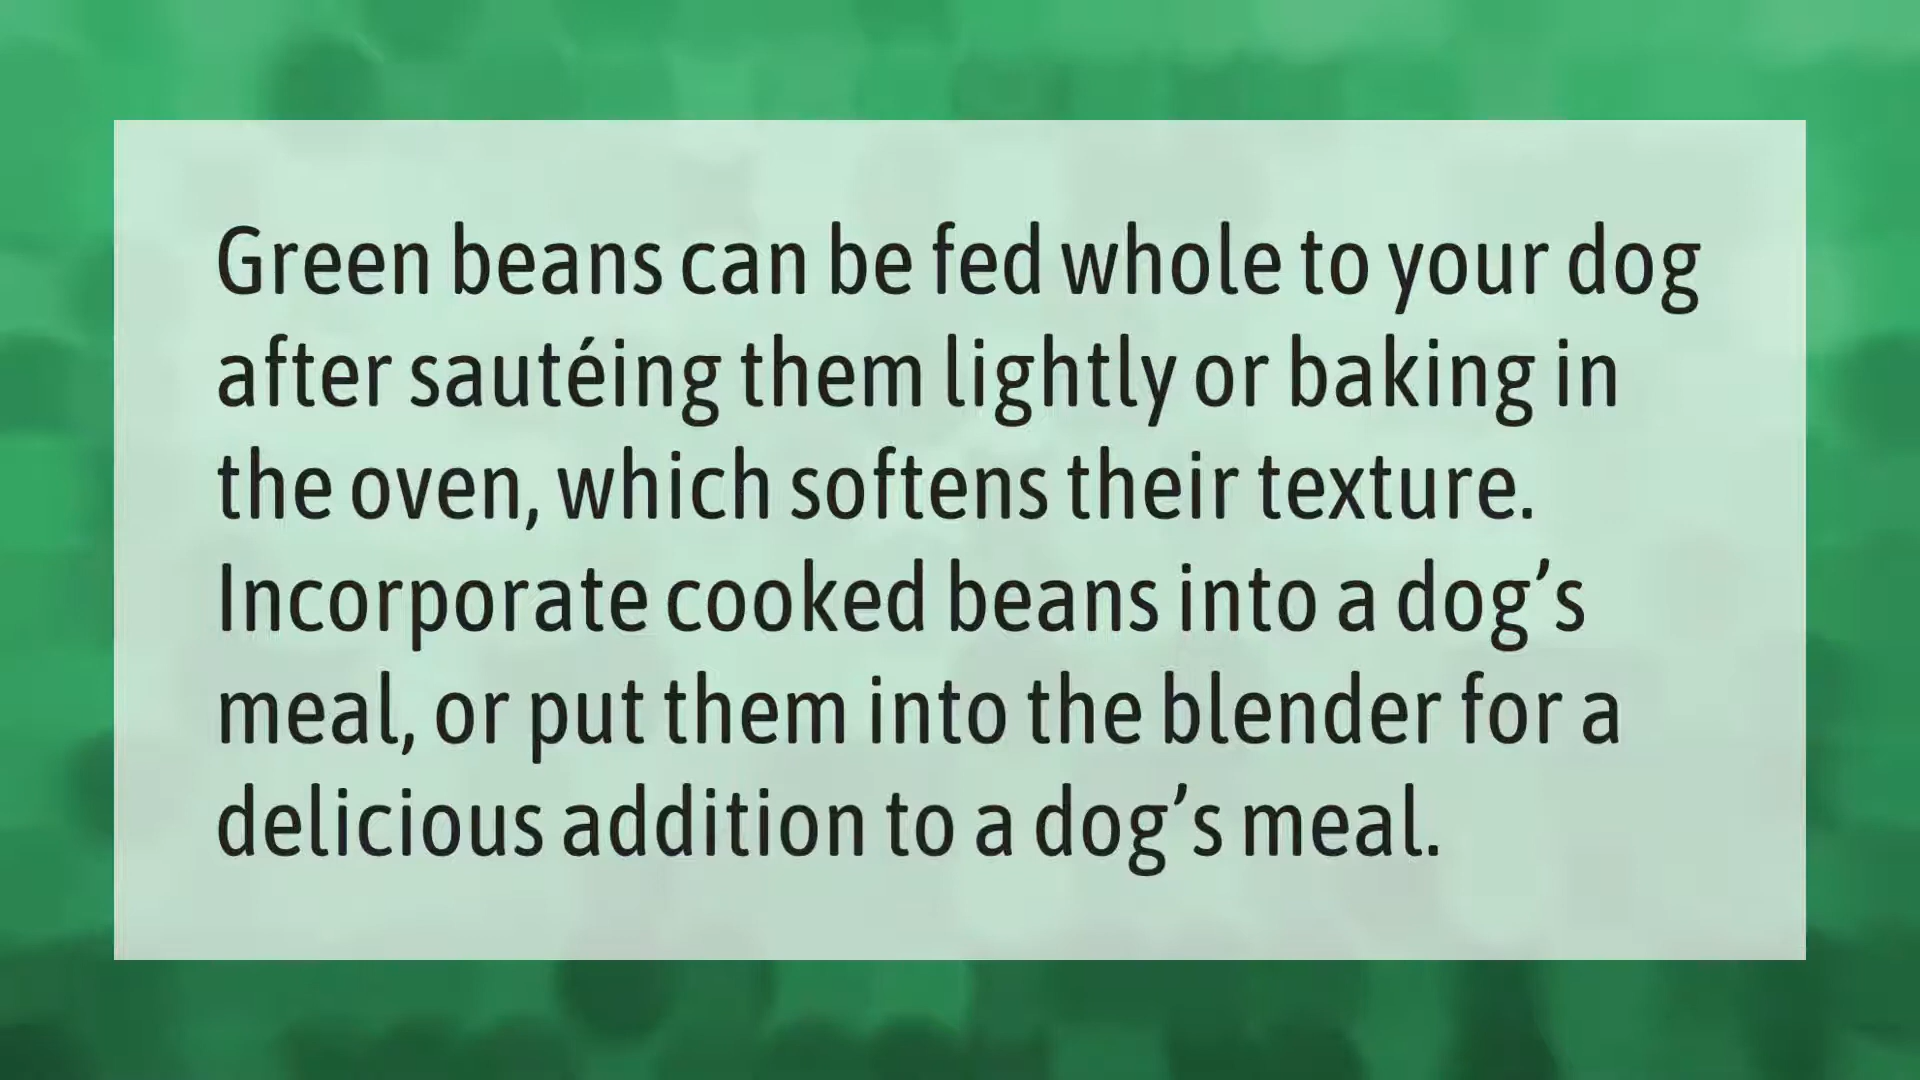 Green beans can be fed whole to your dog
after sautéing them lightly or baking in
the oven, which softens their texture.
Incorporate cooked beans into a dog’s
meal, or put them into the blender for a
delicious addition to a dog’s meal.